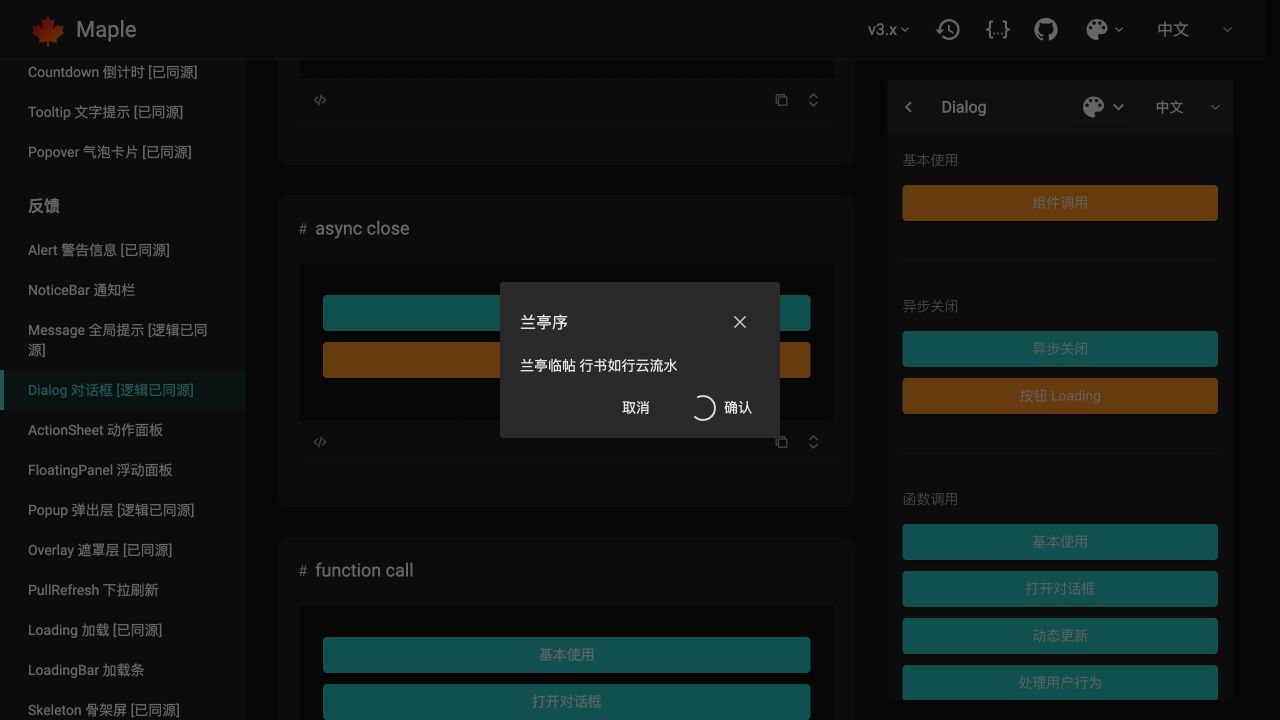 Maple
v3.x
中文
Countdown 倒计时 [已同源]
Tooltip 文字提示 [已同源]
Popover 气泡卡片 [已同源]
反馈
Alert 警告信息 [已同源]
NoticeBar 通知栏
Message 全局提示 [逻辑已同
源]
Dialog 对话框 [逻辑已同源]
ActionSheet 动作面板
FloatingPanel 浮动面板
Popup 弹出层 [逻辑已同源]
Overlay 遮罩层 [已同源]
PullRefresh 下拉刷新
Loading 加载 [已同源]
LoadingBar 加载条
Skeleton 骨架屏 [已同源]
# async close
兰亭序
兰亭临帖 行书如行云流水
取消
确认
# function call
基本使用
打开对话框
Dialog
中文
基本使用
组件调用
异步关闭
异步关闭
按钮 Loading
函数调用
基本使用
打开对话框
动态更新
处理用户行为